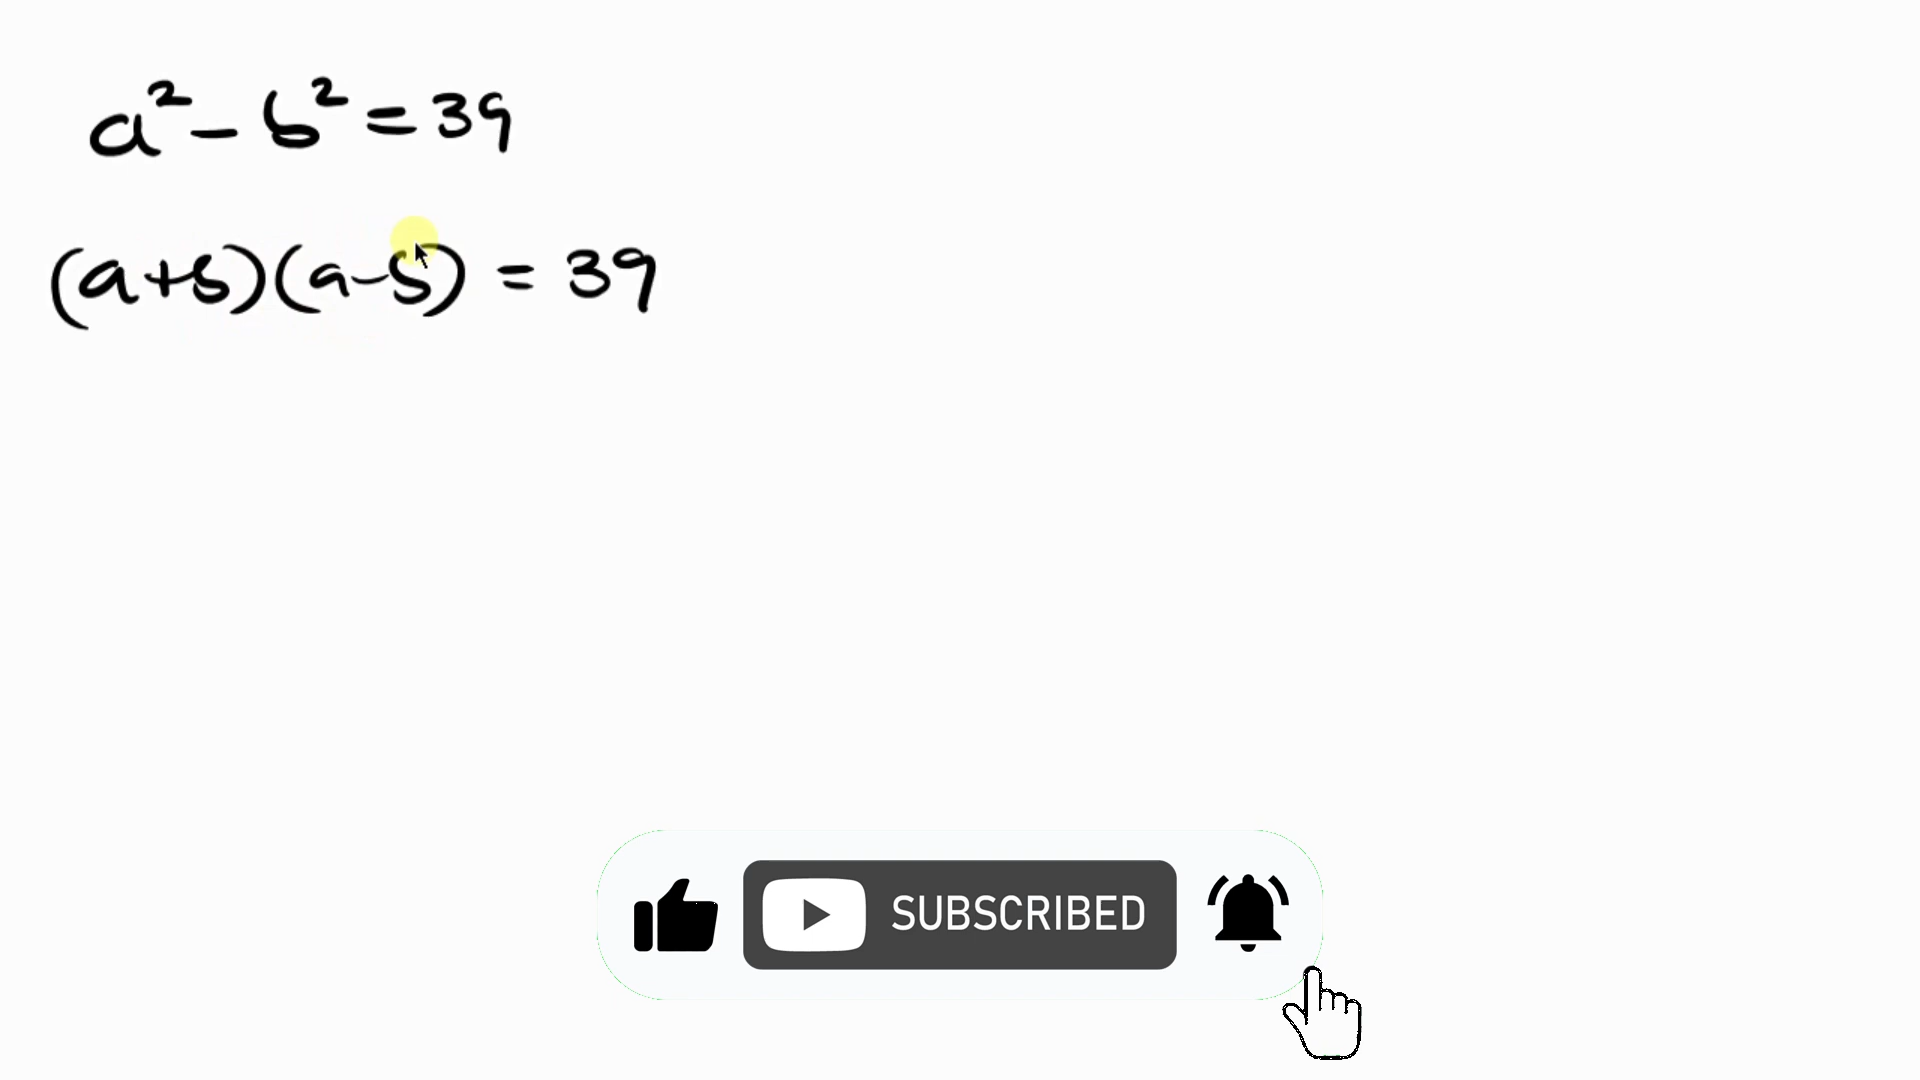 a² - b² = 39
(a+b)(a-b) = 39
SUBSCRIBED